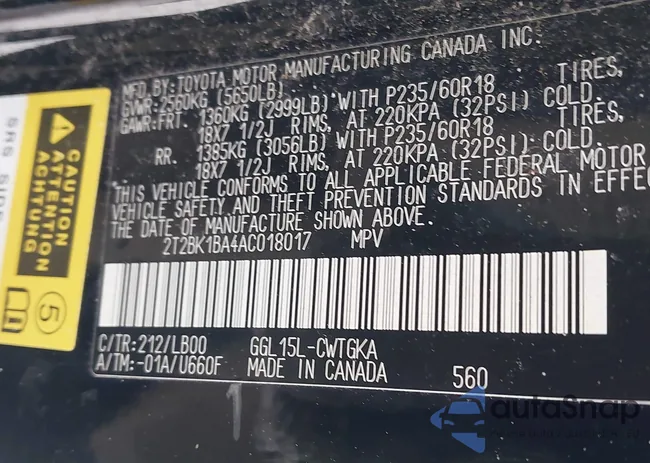 MFD.BY:TOYOTA MOTOR MANUFACTURING CANADA INC.
GVWR:2560KG (5650LB)
GAWR:FRT. 1360KG (2999LB) WITH P235/60R18 TIRES,
18X7 1/2J RIMS, AT 220KPA (32PSI) COLD.
RR. 1385KG (3056LB) WITH P235/60R18 TIRES,
18X7 1/2J RIMS, AT 220KPA (32PSI) COLD.
THIS VEHICLE CONFORMS TO ALL APPLICABLE FEDERAL MOTOR
VEHICLE SAFETY AND THEFT PREVENTION STANDARDS IN EFFE
THE DATE OF MANUFACTURE SHOWN ABOVE.
2T2BK1BA4AC018017 MPV
C/TR:212/LB00 GGL15L-CWTGKA
A/TM:-01A/U660F MADE IN CANADA 560
CAUTION
ATTENTION
ACHTUNG
5
SRS SIDE
autoSnap